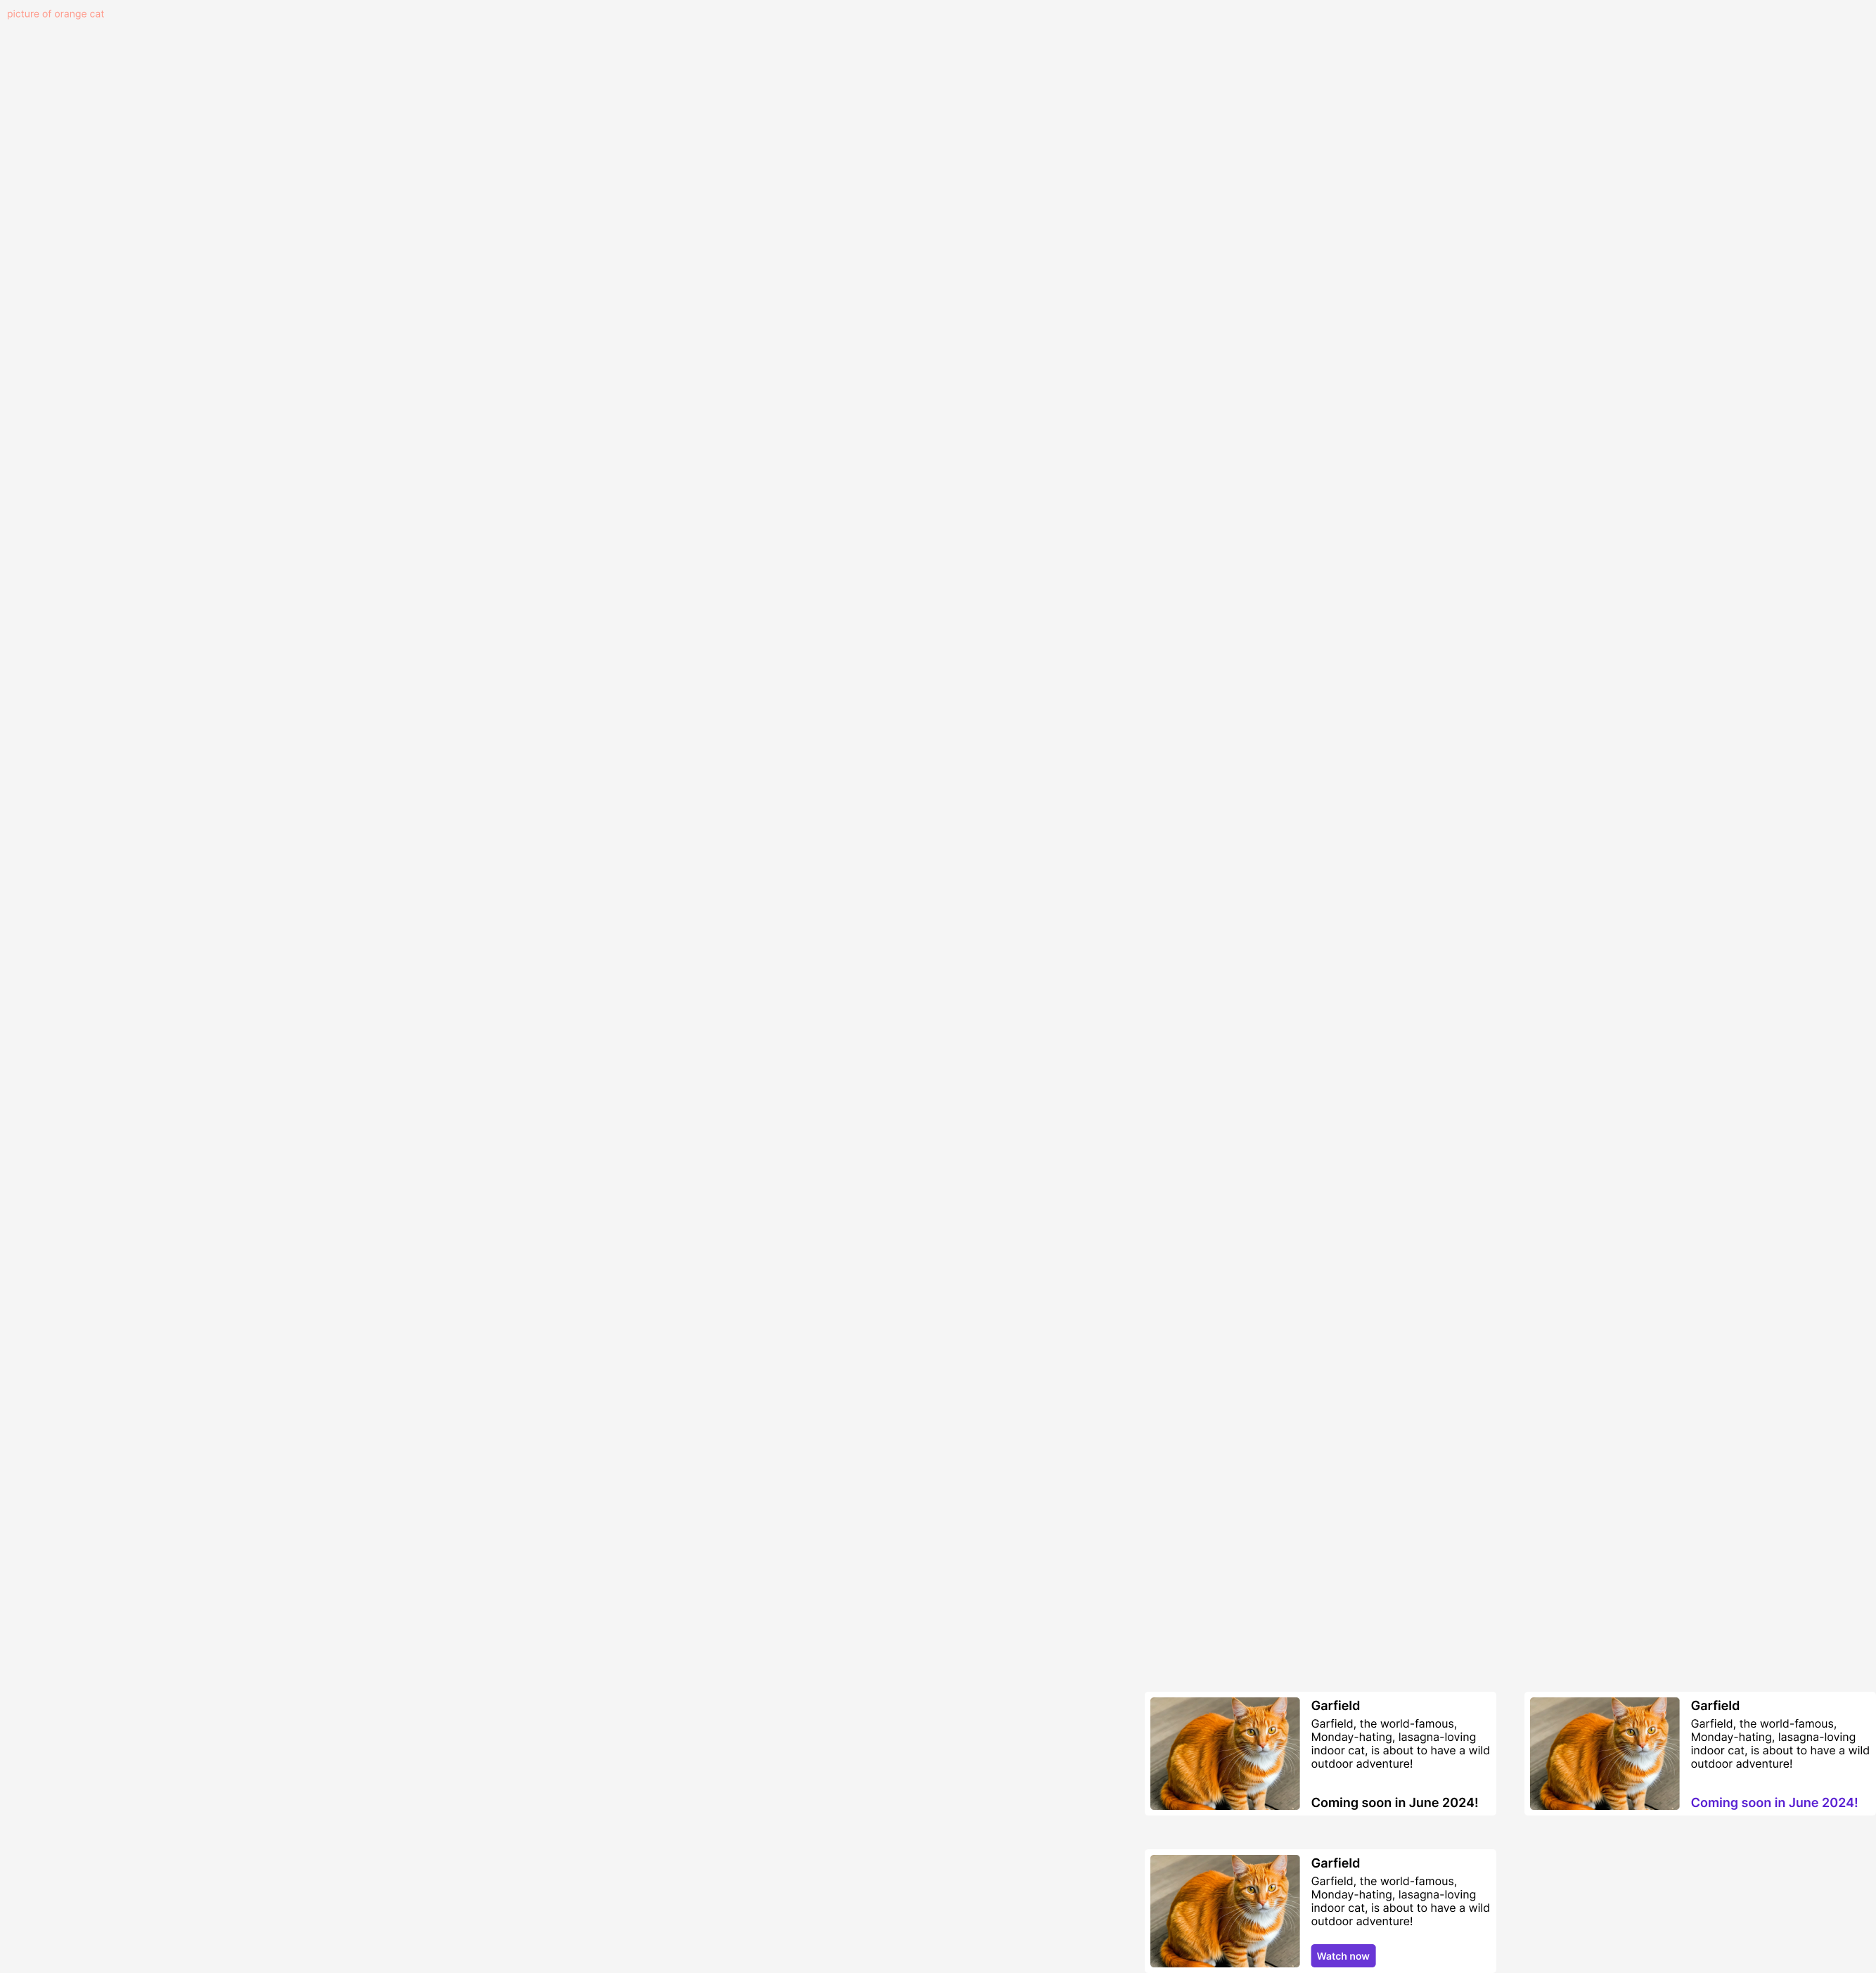 picture of orange cat
Garfield
Garfield, the world-famous,
Monday-hating, lasagna-loving
indoor cat, is about to have a wild
outdoor adventure!
Coming soon in June 2024!
Garfield
Garfield, the world-famous,
Monday-hating, lasagna-loving
indoor cat, is about to have a wild
outdoor adventure!
Coming soon in June 2024!
Garfield
Garfield, the world-famous,
Monday-hating, lasagna-loving
indoor cat, is about to have a wild
outdoor adventure!
Watch now